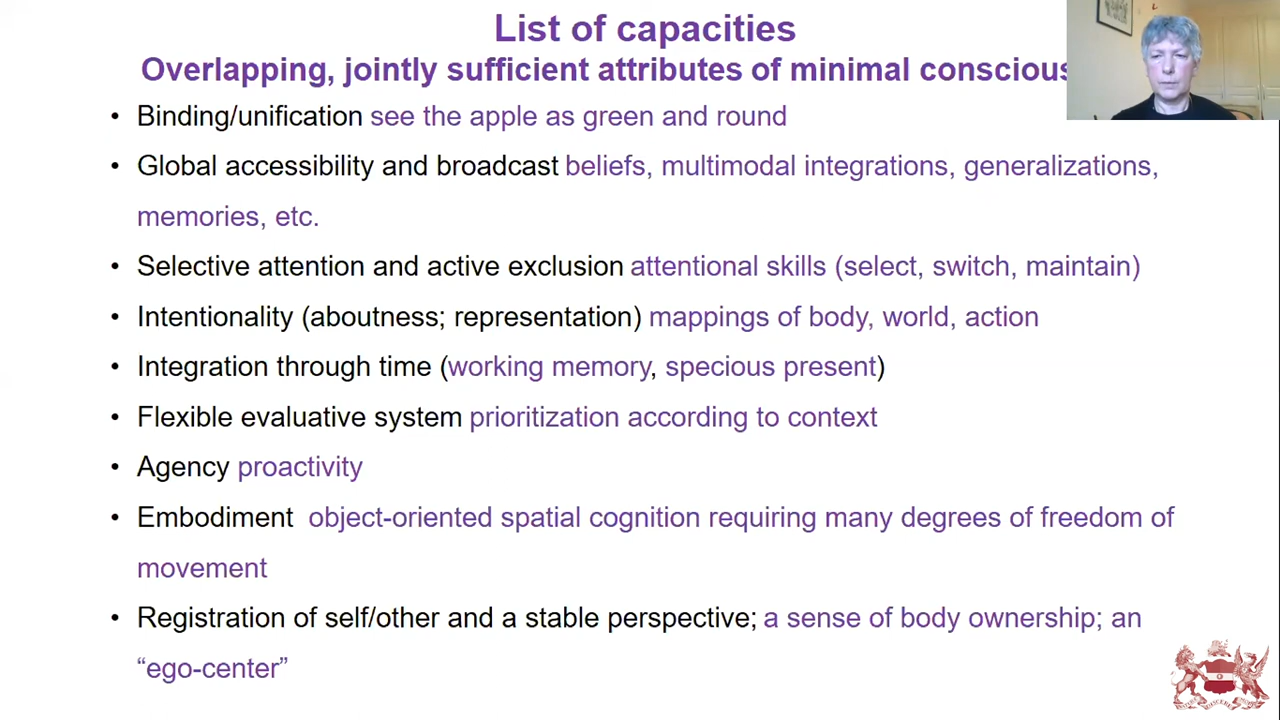 List of capacities
Overlapping, jointly sufficient attributes of minimal
• Binding/unification see the apple as green and round
• Global accessibility and broadcast beliefs, multimodal integrations, generalizations,
memories, etc.
• Selective attention and active exclusion attentional skills (select, switch, maintain)
• Intentionality (aboutness; representation) mappings of body, world, action
• Integration through time (working memory, specious present)
• Flexible evaluative system prioritization according to context
• Agency proactivity
• Embodiment object-oriented spatial cognition requiring many degrees of freedom of
movement
• Registration of self/other and a stable perspective; a sense of body ownership; an
“ego-center”